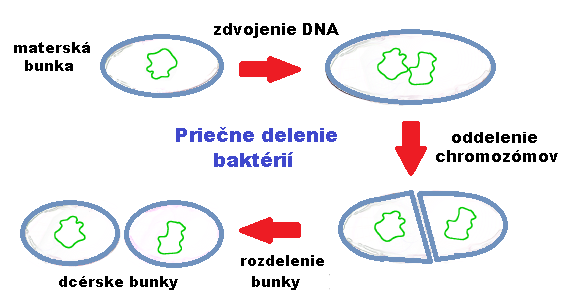 materská
bunka
zdvojenie DNA
Priečne delenie
baktérií
oddelenie
chromozómov
rozdelenie
bunky
dcérske bunky